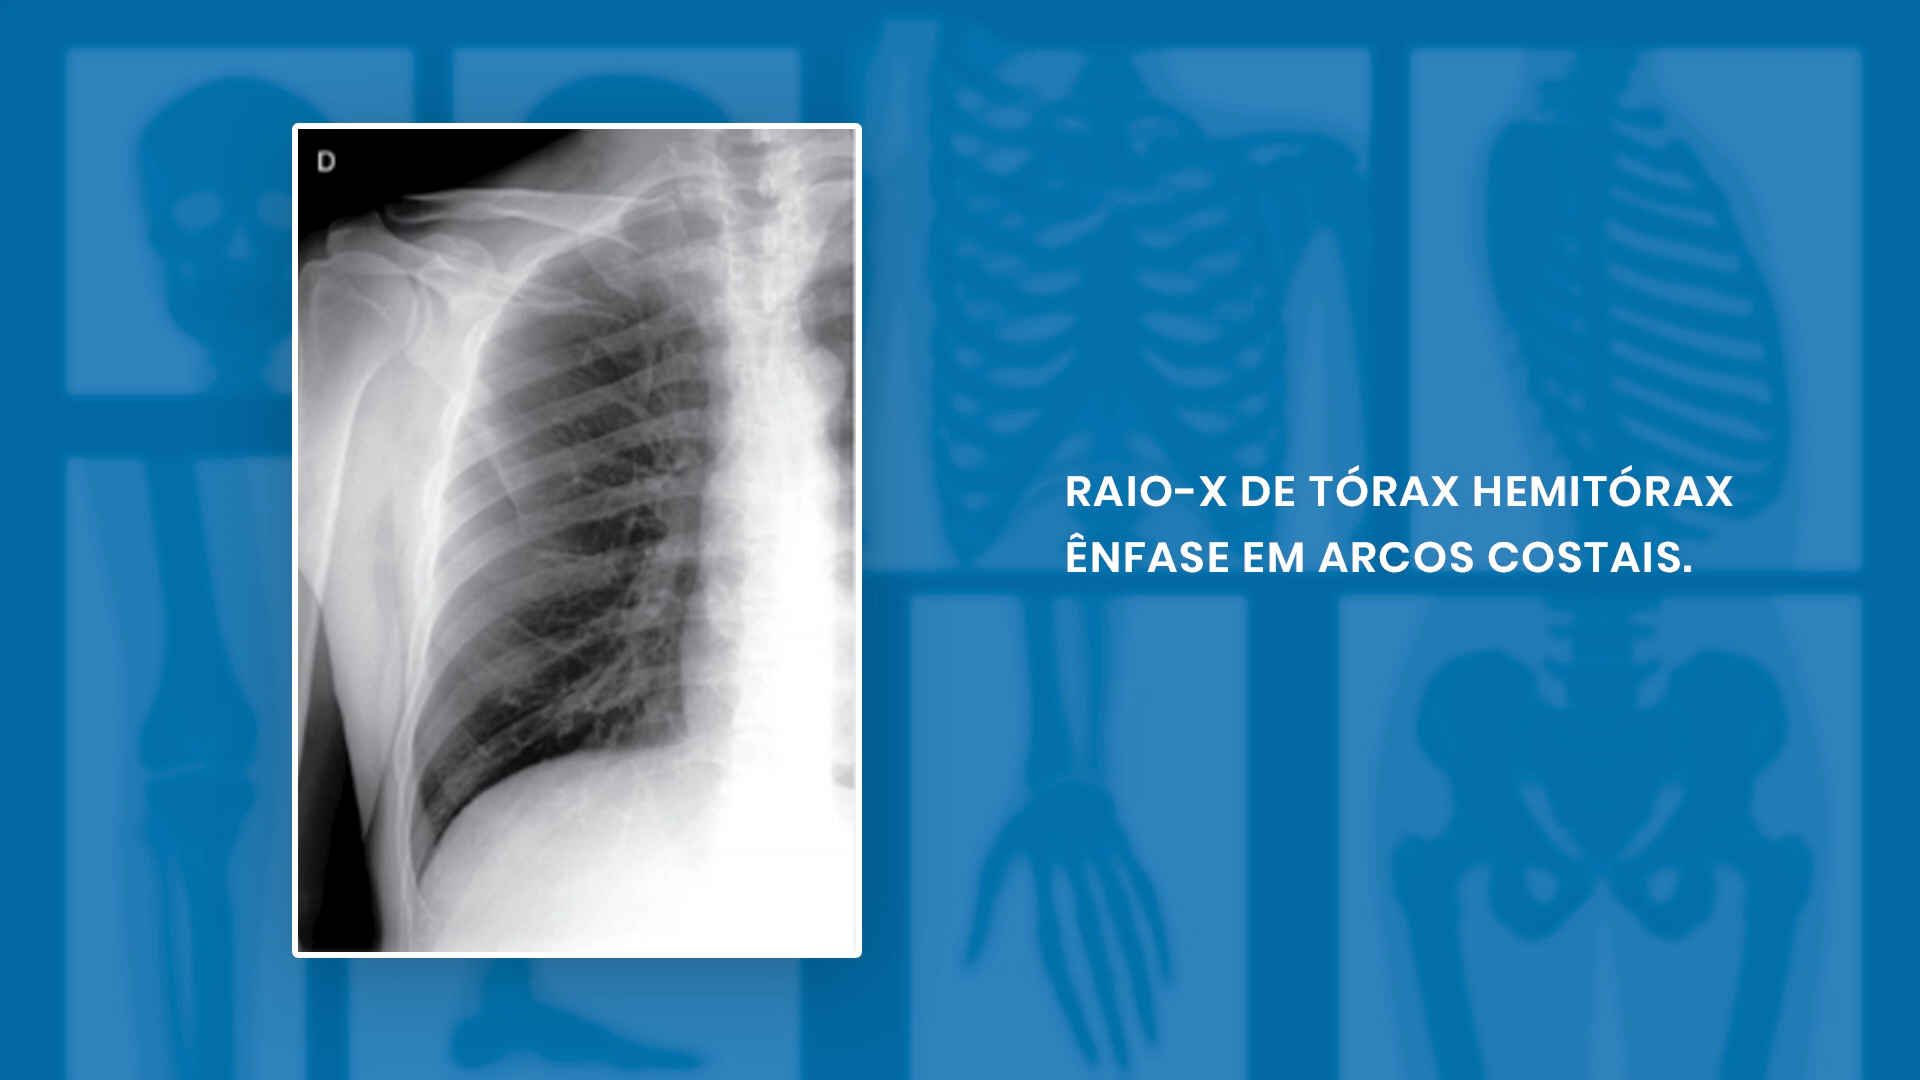 D
RAIO-X DE TÓRAX HEMITÓRAX
ÊNFASE EM ARCOS COSTAIS.